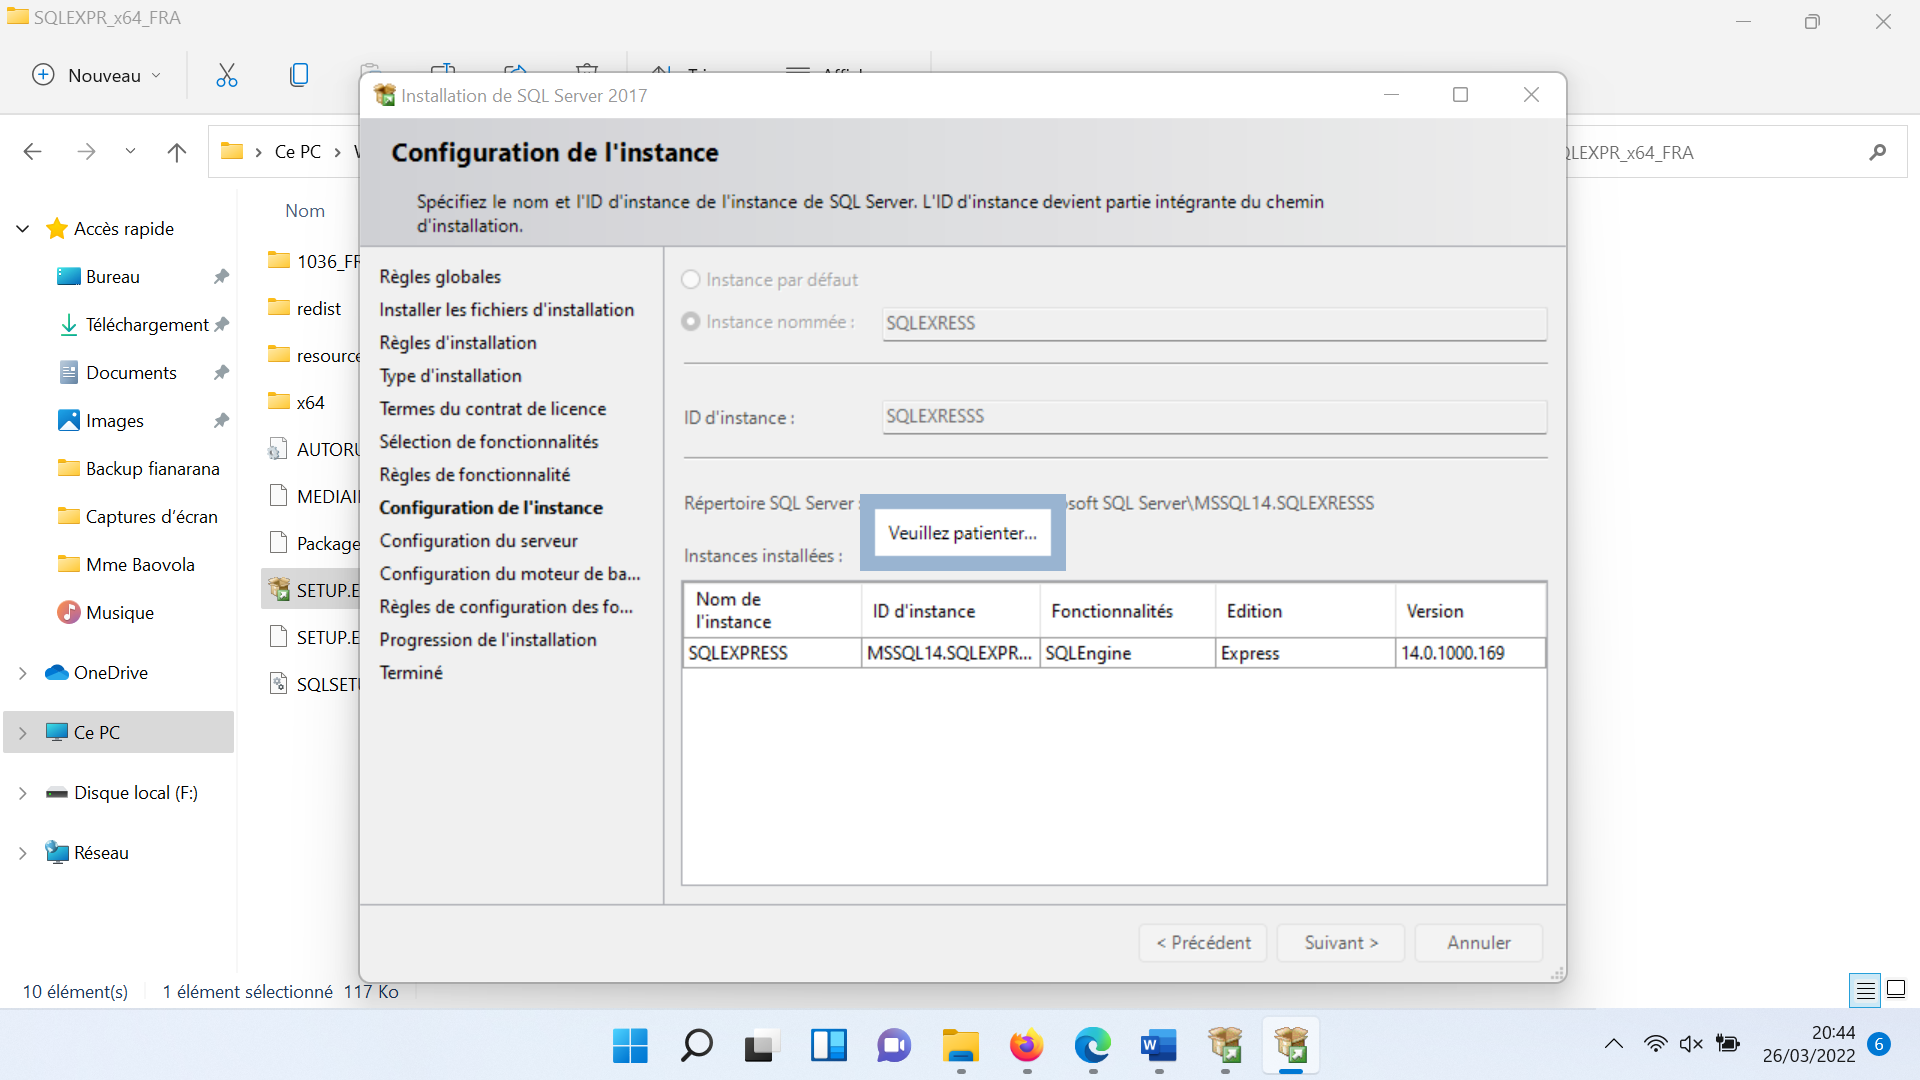 SQLEXPR_x64_FRA
Nouveau
Installation de SQL Server 2017
Ce PC
Configuration de l'instance
Spécifiez le nom et l'ID d'instance de l'instance de SQL Server. L'ID d'instance devient partie intégrante du chemin
d'installation.
QLEXPR_x64_FRA
Accès rapide
Bureau
Téléchargement
Documents
Images
Backup fianarana
Captures d'écran
Mme Baovola
Musique
OneDrive
Ce PC
Disque local (F:)
Réseau
Nom
1036_FR
redist
resource
x64
AUTORU
MEDIAI
Package
SETUP.E
SETUP.E
SQLSETU
Règles globales
Installer les fichiers d'installation
Règles d'installation
Type d'installation
Termes du contrat de licence
Sélection de fonctionnalités
Règles de fonctionnalité
Configuration de l'instance
Configuration du serveur
Configuration du moteur de ba...
Règles de configuration des fo...
Progression de l'installation
Terminé
Instance par défaut
Instance nommée : SQLEXRESS
ID d'instance : SQLEXRESSS
Répertoire SQL Server : soft SQL Server\MSSQL14.SQLEXRESSS
Veuillez patienter...
Instances installées :
Nom de l'instance ID d'instance Fonctionnalités Edition Version
SQLEXPRESS MSSQL14.SQLEXPR... SQLEngine Express 14.0.1000.169
< Précédent Suivant > Annuler
10 élément(s) 1 élément sélectionné 117 Ko
20:44
26/03/2022
6